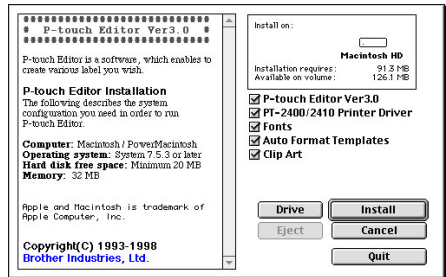 ########################
# P-touch Editor Ver3.0 #
########################
P-touch Editor is a software, which enables to
create various label you wish.
P-touch Editor Installation
The following describes the system
configuration you need in order to run
P-touch Editor.
Computer: Macintosh / PowerMacintosh
Operating system: System 7.5.3 or later
Hard disk free space: Minimum 20 MB
Memory: 32 MB
Apple and Macintosh is trademark of
Apple Computer, Inc.
Copyright(C) 1993-1998
Brother Industries, Ltd.
Install on:
Macintosh HD
Installation requires: 91.3 MB
Available on volume: 126.1 MB
P-touch Editor Ver3.0
PT-2400/2410 Printer Driver
Fonts
Auto Format Templates
Clip Art
Drive
Install
Eject
Cancel
Quit